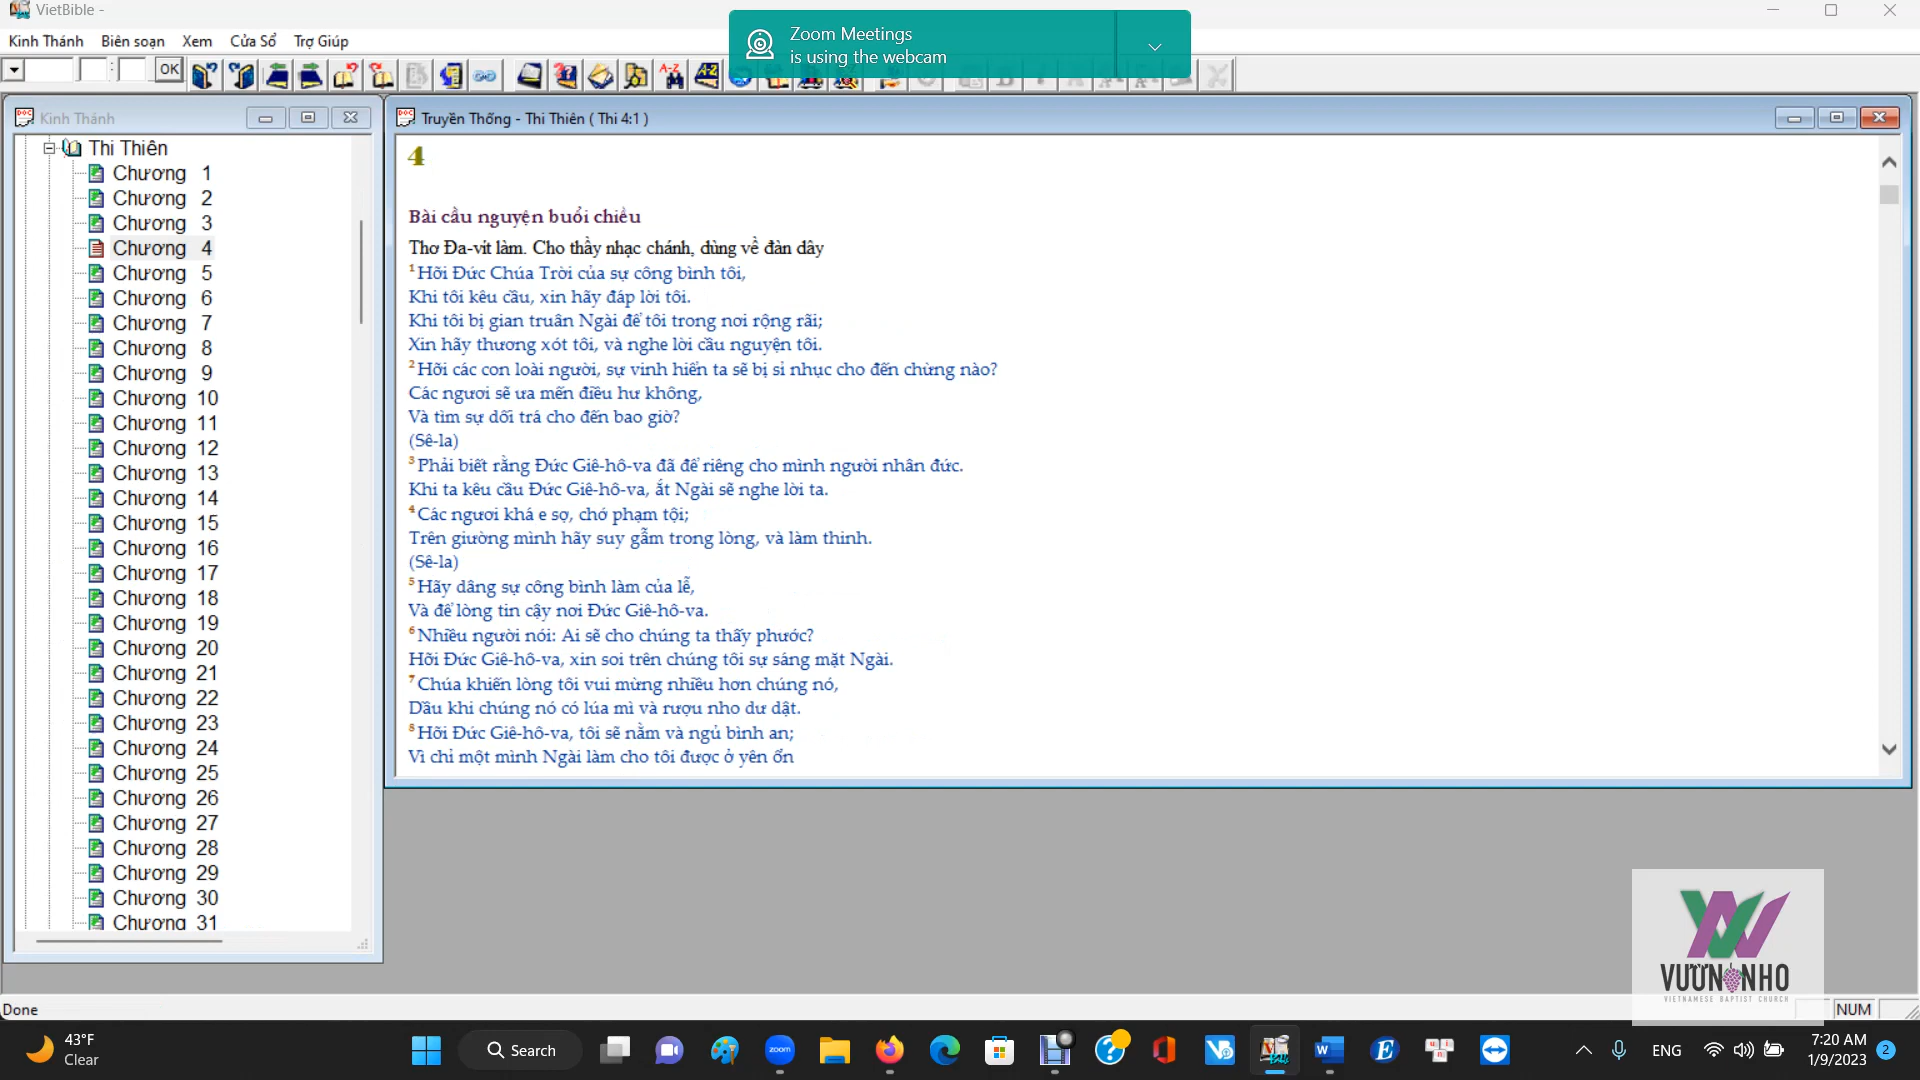 VietBible -
Zoom Meetings
is using the webcam
Kinh Thánh Biên soạn Xem Cửa Sổ Trợ Giúp
: OK
Kinh Thánh
Thi Thiên
Chương 1
Chương 2
Chương 3
Chương 4
Chương 5
Chương 6
Chương 7
Chương 8
Chương 9
Chương 10
Chương 11
Chương 12
Chương 13
Chương 14
Chương 15
Chương 16
Chương 17
Chương 18
Chương 19
Chương 20
Chương 21
Chương 22
Chương 23
Chương 24
Chương 25
Chương 26
Chương 27
Chương 28
Chương 29
Chương 30
Chương 31
Truyền Thống - Thi Thiên ( Thi 4:1 )
4
Bài cầu nguyện buổi chiều
Thơ Đa-vít làm. Cho thầy nhạc chánh, dùng về đàn dây
1 Hỡi Đức Chúa Trời của sự công bình tôi,
Khi tôi kêu cầu, xin hãy đáp lời tôi.
Khi tôi bị gian truân Ngài để tôi trong nơi rộng rãi;
Xin hãy thương xót tôi, và nghe lời cầu nguyện tôi.
2 Hỡi các con loài người, sự vinh hiển ta sẽ bị sỉ nhục cho đến chừng nào?
Các ngươi sẽ ưa mến điều hư không,
Và tìm sự dối trá cho đến bao giờ?
(Sê-la)
3 Phải biết rằng Đức Giê-hô-va đã để riêng cho mình người nhân đức.
Khi ta kêu cầu Đức Giê-hô-va, ắt Ngài sẽ nghe lời ta.
4 Các ngươi khá e sợ, chớ phạm tội;
Trên giường mình hãy suy gẫm trong lòng, và làm thinh.
(Sê-la)
5 Hãy dâng sự công bình làm của lễ,
Và để lòng tin cậy nơi Đức Giê-hô-va.
6 Nhiều người nói: Ai sẽ cho chúng ta thấy phước?
Hỡi Đức Giê-hô-va, xin soi trên chúng tôi sự sáng mặt Ngài.
7 Chúa khiến lòng tôi vui mừng nhiều hơn chúng nó,
Dầu khi chúng nó có lúa mì và rượu nho dư dật.
8 Hỡi Đức Giê-hô-va, tôi sẽ nằm và ngủ bình an;
Vì chỉ một mình Ngài làm cho tôi được ở yên ổn
VƯỜN NHO
VIETNAMESE BAPTIST CHURCH
Done
NUM
43°F
Clear
Search
zoom
ENG
7:20 AM
1/9/2023
2